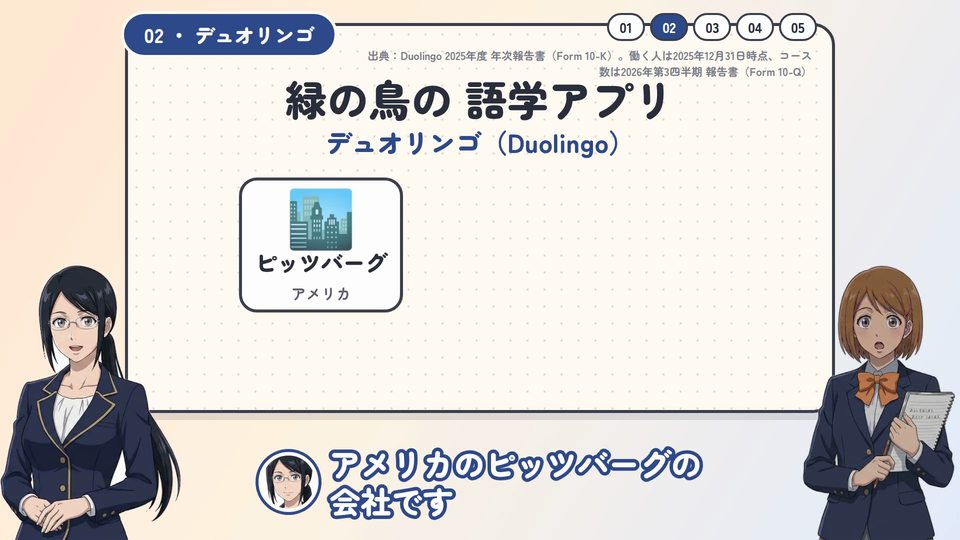 02 ・ デュオリンゴ
01 02 03 04 05
出典：Duolingo 2025年度 年次報告書（Form 10-K）。働く人は2025年12月31日時点、コース
数は2026年第3四半期 報告書（Form 10-Q）
緑の鳥の 語学アプリ
デュオリンゴ（Duolingo）
ピッツバーグ
アメリカ
アメリカのピッツバーグの
会社です